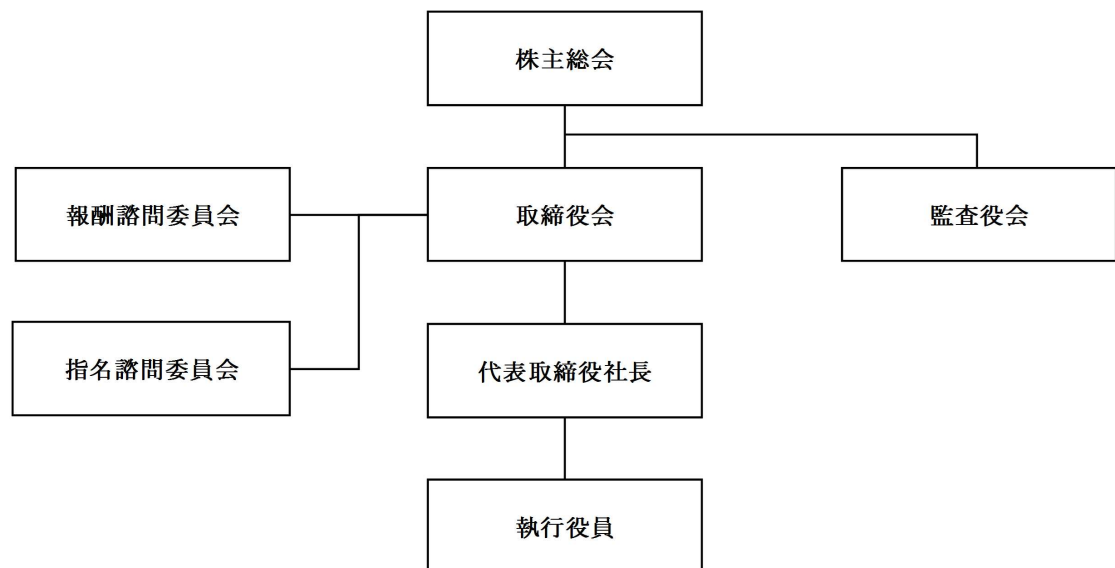 株主総会
報酬諮問委員会
取締役会
監査役会
指名諮問委員会
代表取締役社長
執行役員